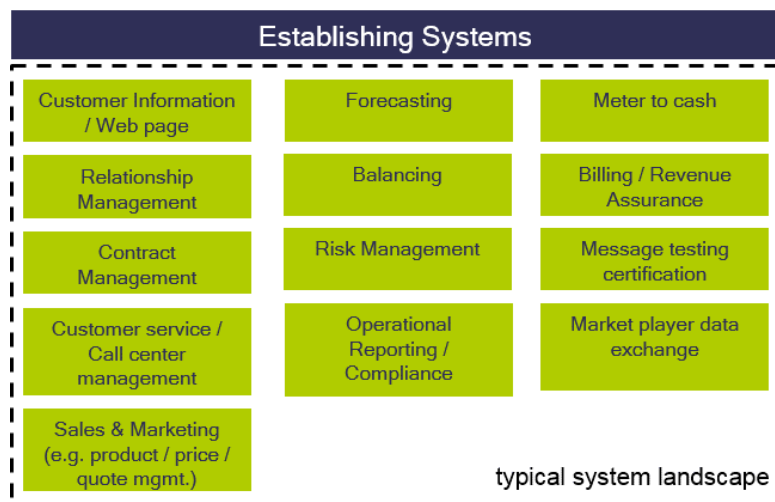 Establishing Systems
Customer Information
/ Web page
Relationship
Management
Contract
Management
Customer service /
Call center
management
Sales & Marketing
(e.g. product / price /
quote mgmt.)
Forecasting
Balancing
Risk Management
Operational
Reporting /
Compliance
Meter to cash
Billing / Revenue
Assurance
Message testing
certification
Market player data
exchange
typical system landscape